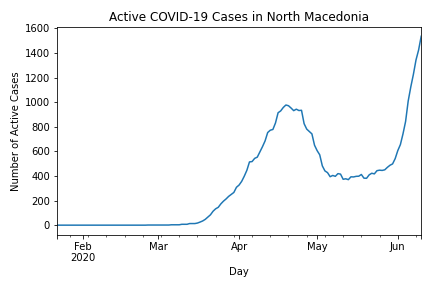 Active COVID-19 Cases in North Macedonia
1600
1400
1200
1000
800
600
400
200
0
Number of Active Cases
Feb
2020
Mar
Apr
May
Jun
Day